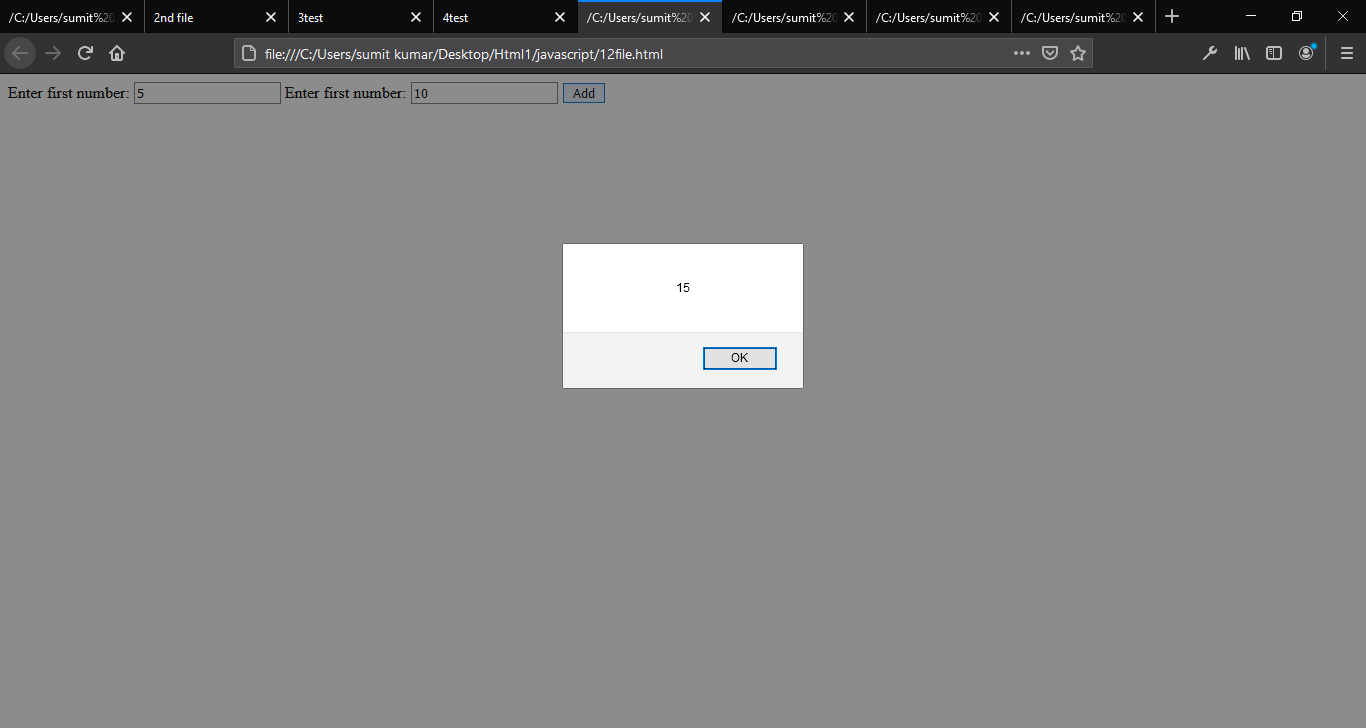 /C:/Users/sumit%20 2nd file 3test 4test /C:/Users/sumit%20 /C:/Users/sumit%20 /C:/Users/sumit%20 /C:/Users/sumit%20
file:///C:/Users/sumit kumar/Desktop/Html1/javascript/12file.html
Enter first number: 5 Enter first number: 10 Add
15
OK